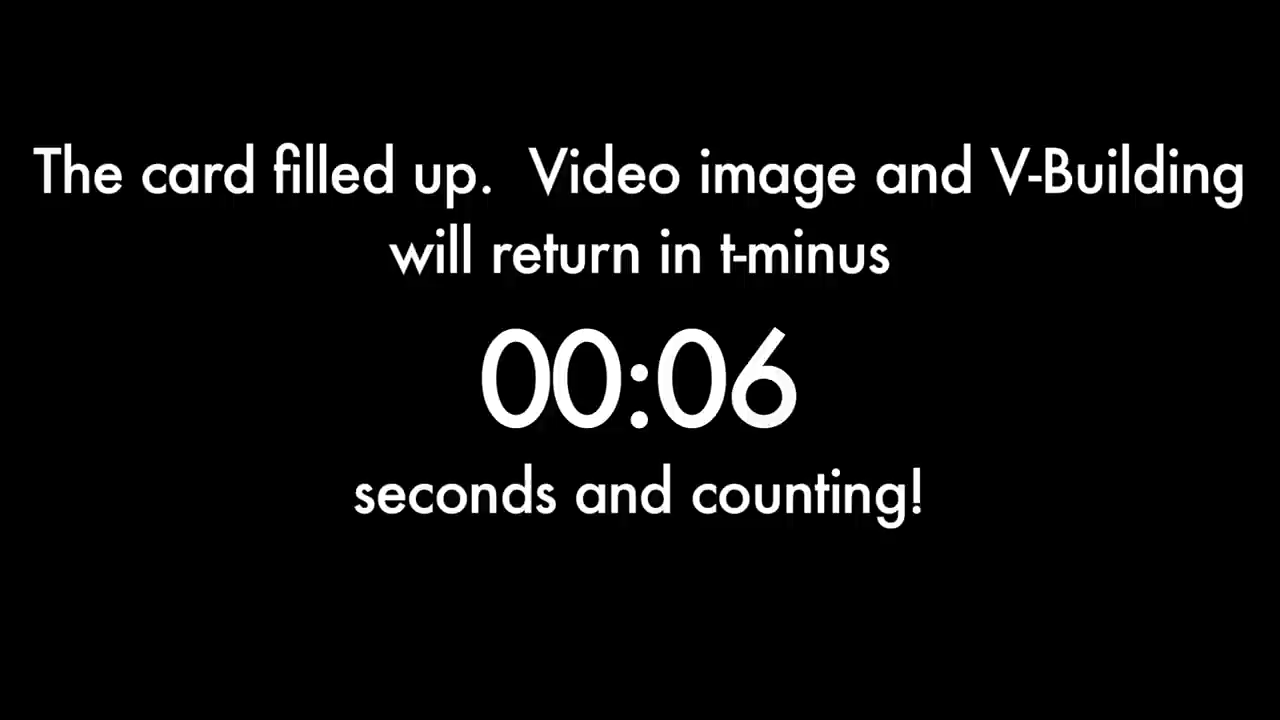 The card filled up.  Video image and V-Building
will return in t-minus
00:06
seconds and counting!